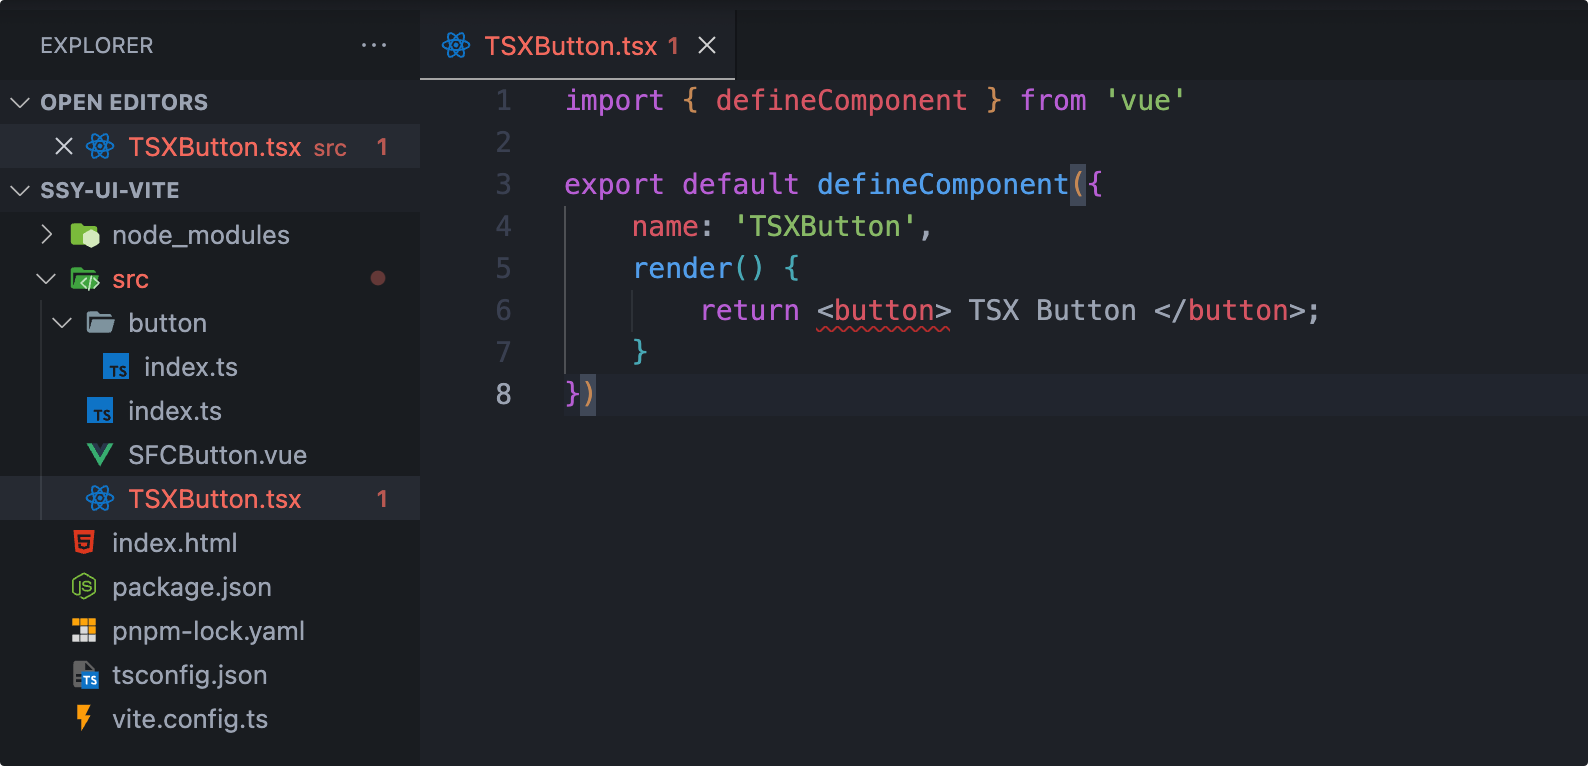 EXPLORER ···
OPEN EDITORS
TSXButton.tsx src 1
SSY-UI-VITE
node_modules
src
button
TS index.ts
TS index.ts
SFCButton.vue
TSXButton.tsx 1
index.html
package.json
pnpm-lock.yaml
tsconfig.json
vite.config.ts
TSXButton.tsx 1
1 import { defineComponent } from 'vue'
2
3 export default defineComponent({
4     name: 'TSXButton',
5     render() {
6         return <button> TSX Button </button>;
7     }
8 })